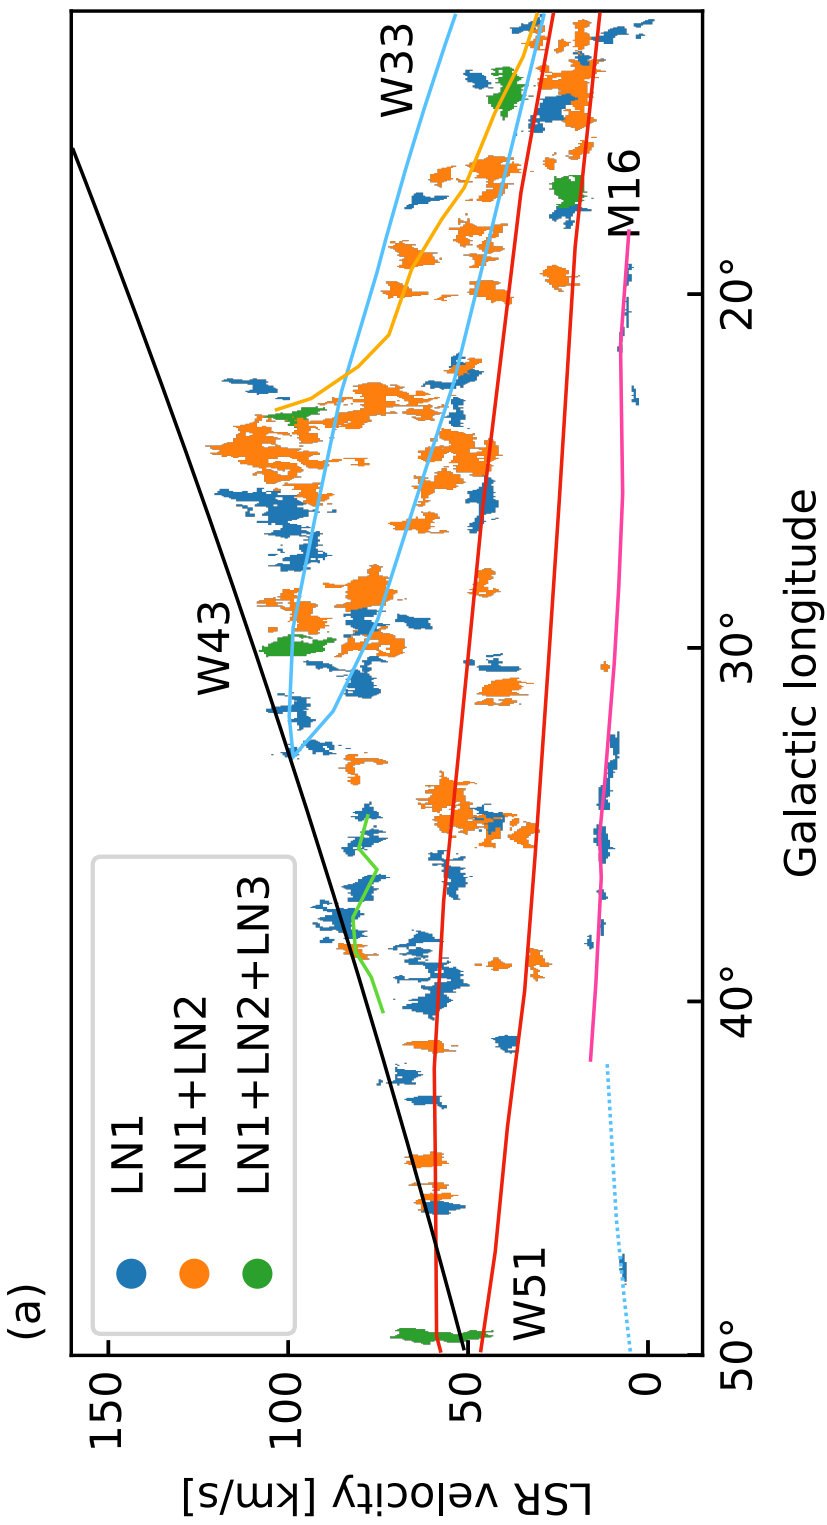 (a)
LN1
LN1+LN2
LN1+LN2+LN3
W33
W43
M16
W51
150
100
50
0
LSR velocity [km/s]
50°
40°
30°
20°
Galactic longitude